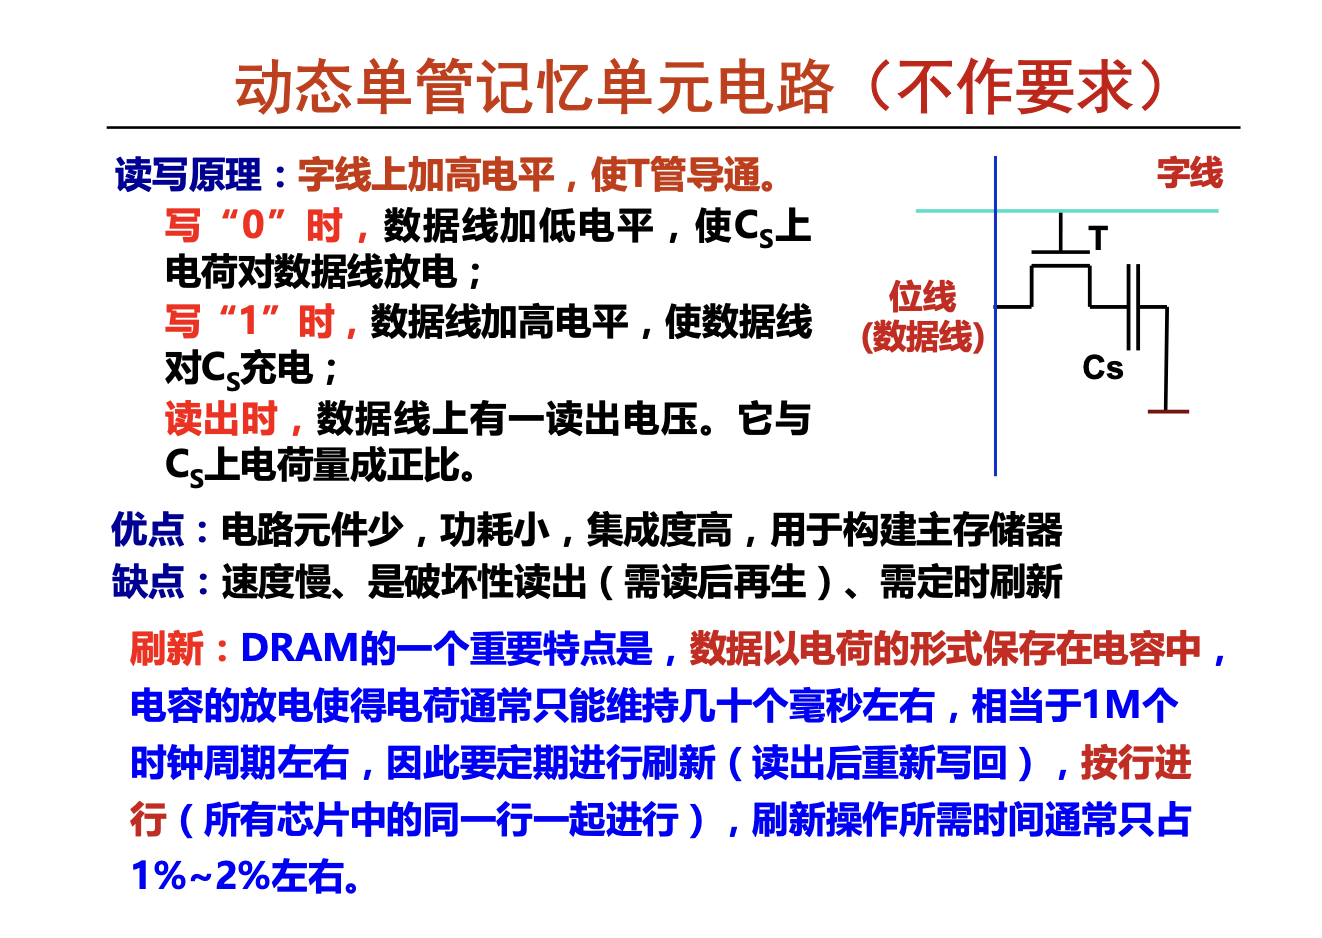 动态单管记忆单元电路（不作要求）
读写原理：字线上加高电平，使T管导通。
写“0”时，数据线加低电平，使CS上
电荷对数据线放电；
写“1”时，数据线加高电平，使数据线
对CS充电；
读出时，数据线上有一读出电压。它与
CS上电荷量成正比。
字线
T
位线
(数据线)
Cs
优点：电路元件少，功耗小，集成度高，用于构建主存储器
缺点：速度慢、是破坏性读出（需读后再生）、需定时刷新
刷新：DRAM的一个重要特点是，数据以电荷的形式保存在电容中，
电容的放电使得电荷通常只能维持几十个毫秒左右，相当于1M个
时钟周期左右，因此要定期进行刷新（读出后重新写回），按行进
行（所有芯片中的同一行一起进行），刷新操作所需时间通常只占
1%~2%左右。